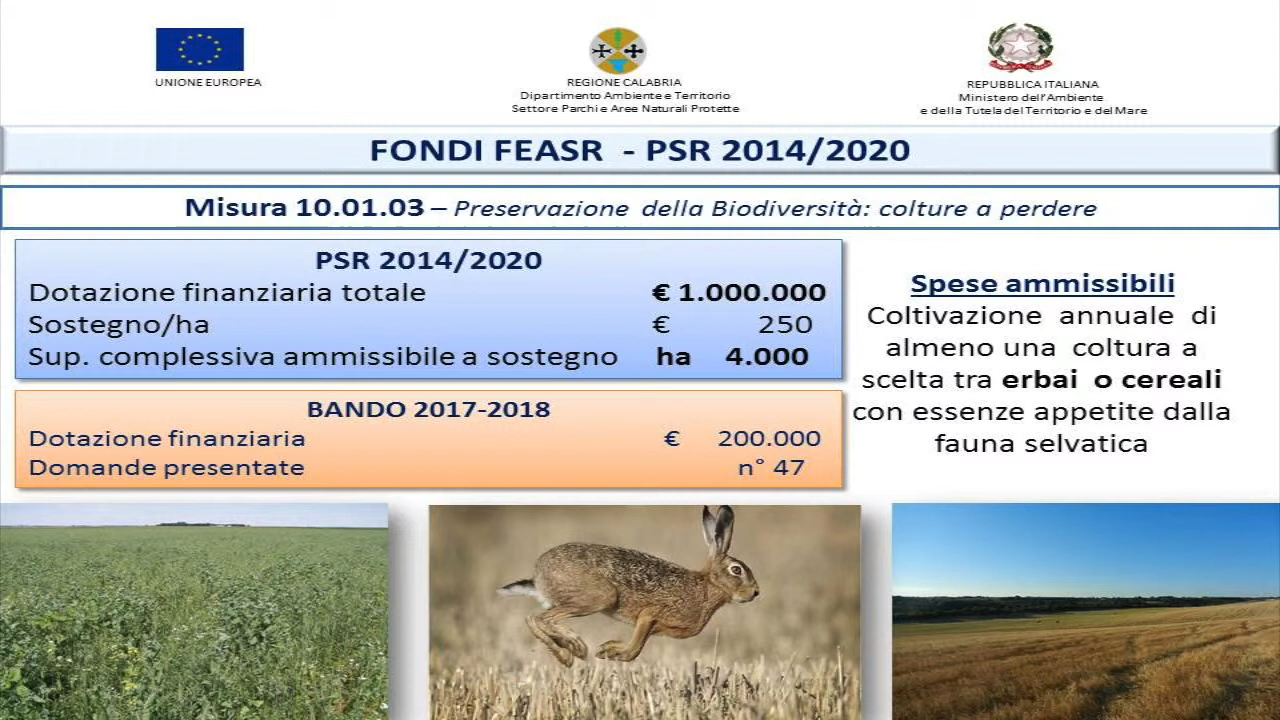 UNIONE EUROPEA
REGIONE CALABRIA
Dipartimento Ambiente e Territorio
Settore Parchi e Aree Naturali Protette
REPUBBLICA ITALIANA
Ministero dell'Ambiente
e della Tutela del Territorio e del Mare
FONDI FEASR - PSR 2014/2020
Misura 10.01.03 – Preservazione della Biodiversità: colture a perdere
PSR 2014/2020
Dotazione finanziaria totale € 1.000.000
Sostegno/ha € 250
Sup. complessiva ammissibile a sostegno ha 4.000
BANDO 2017-2018
Dotazione finanziaria € 200.000
Domande presentate n° 47
Spese ammissibili
Coltivazione annuale di
almeno una coltura a
scelta tra erbai o cereali
con essenze appetite dalla
fauna selvatica